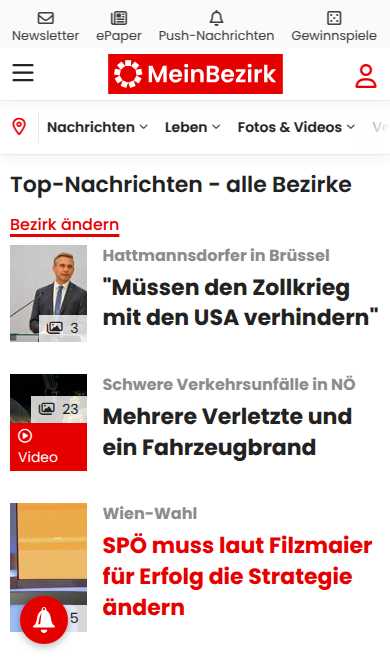 Newsletter
ePaper
Push-Nachrichten
Gewinnspiele
MeinBezirk
Nachrichten
Leben
Fotos & Videos
Top-Nachrichten - alle Bezirke
Bezirk ändern
Hattmannsdorfer in Brüssel
"Müssen den Zollkrieg
mit den USA verhindern"
3
Schwere Verkehrsunfälle in NÖ
Mehrere Verletzte und
ein Fahrzeugbrand
23
Video
Wien-Wahl
SPÖ muss laut Filzmaier
für Erfolg die Strategie
ändern
5